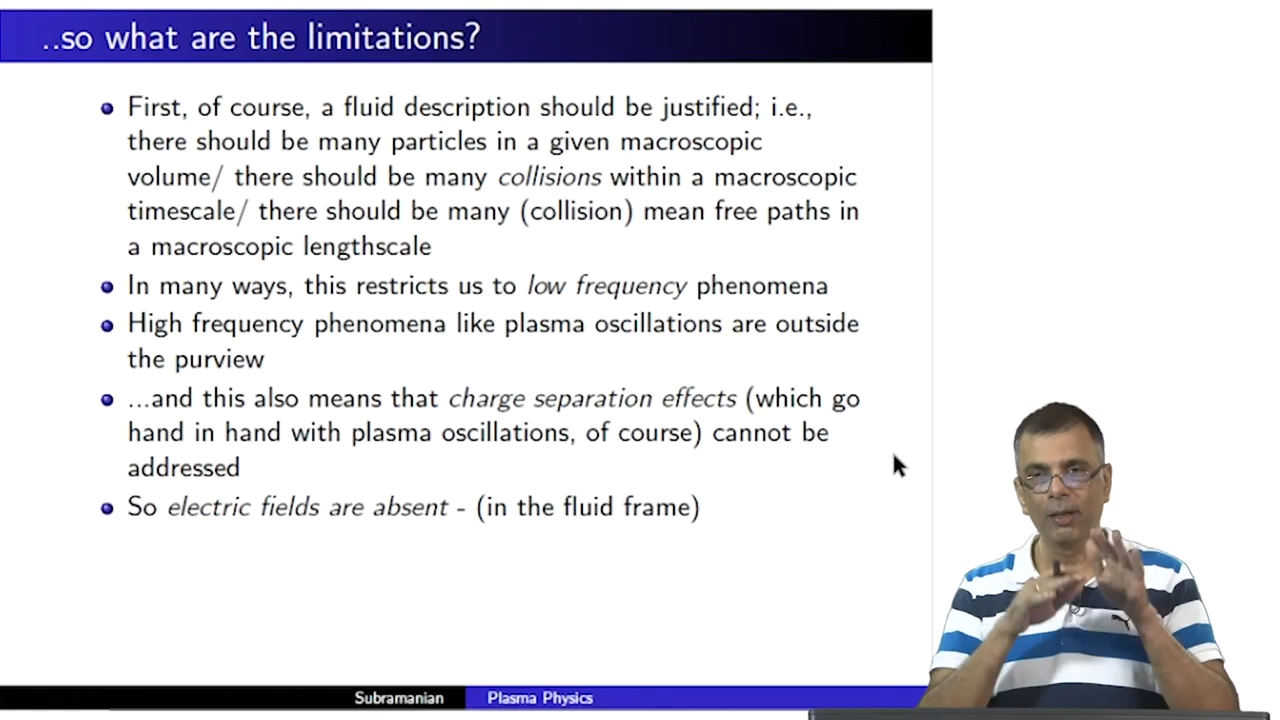 ..so what are the limitations?
First, of course, a fluid description should be justified; i.e.,
there should be many particles in a given macroscopic
volume/ there should be many collisions within a macroscopic
timescale/ there should be many (collision) mean free paths in
a macroscopic lengthscale
In many ways, this restricts us to low frequency phenomena
High frequency phenomena like plasma oscillations are outside
the purview
...and this also means that charge separation effects (which go
hand in hand with plasma oscillations, of course) cannot be
addressed
So electric fields are absent - (in the fluid frame)
Subramanian Plasma Physics